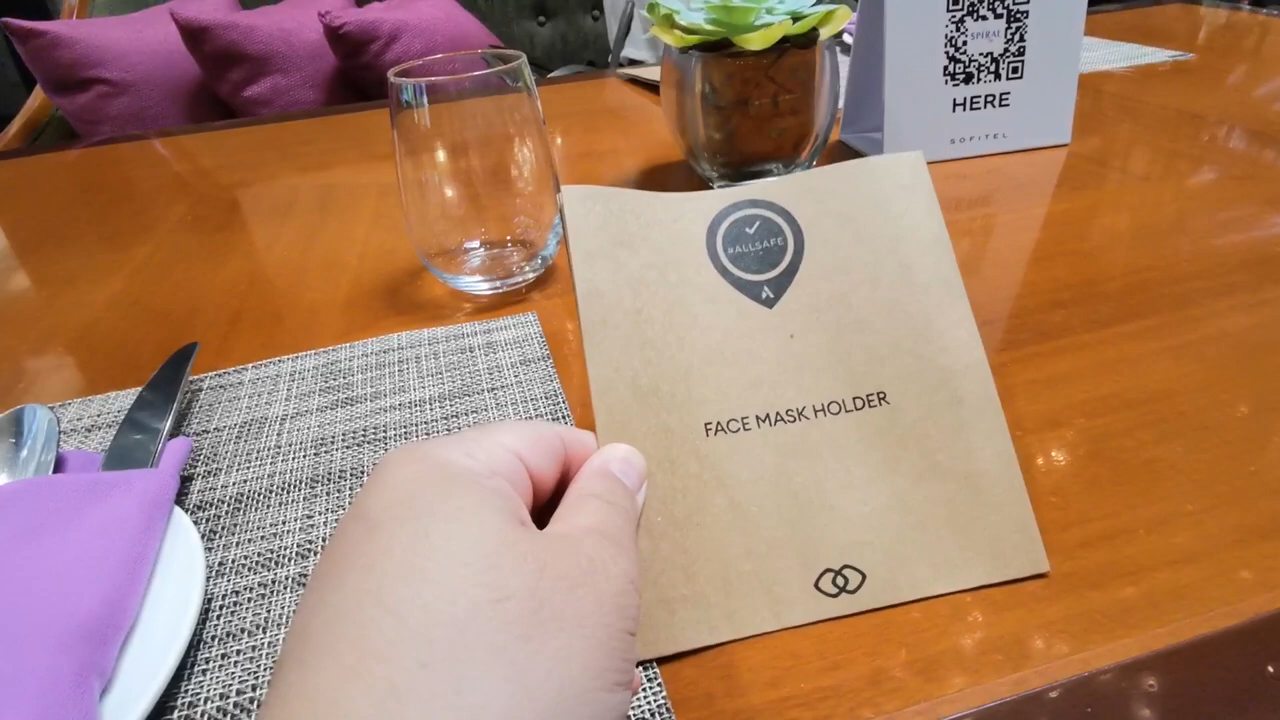 SPIRAL
HERE
SOFITEL
#ALLSAFE
FACE MASK HOLDER